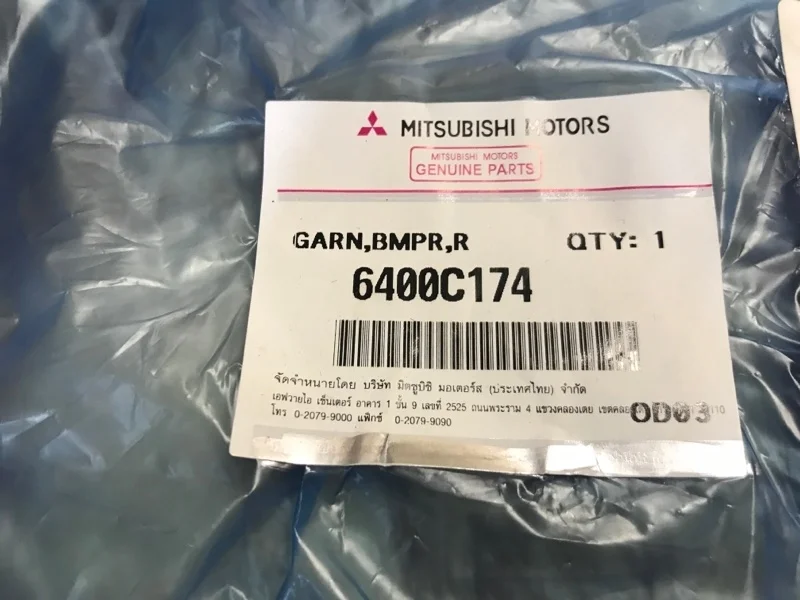 MITSUBISHI MOTORS
MITSUBISHI MOTORS
GENUINE PARTS
GARN,BMPR,R QTY: 1
6400C174
จัดจำหน่ายโดย บริษัท มิตซูบิชิ มอเตอร์ส (ประเทศไทย) จำกัด
เอฟวายไอ เซ็นเตอร์ อาคาร 1 ชั้น 9 เลขที่ 2525 ถนนพระราม 4 แขวงคลองเตย
โทร 0-2079-9000 แฟ็กซ์ 0-2079-9090
OD03